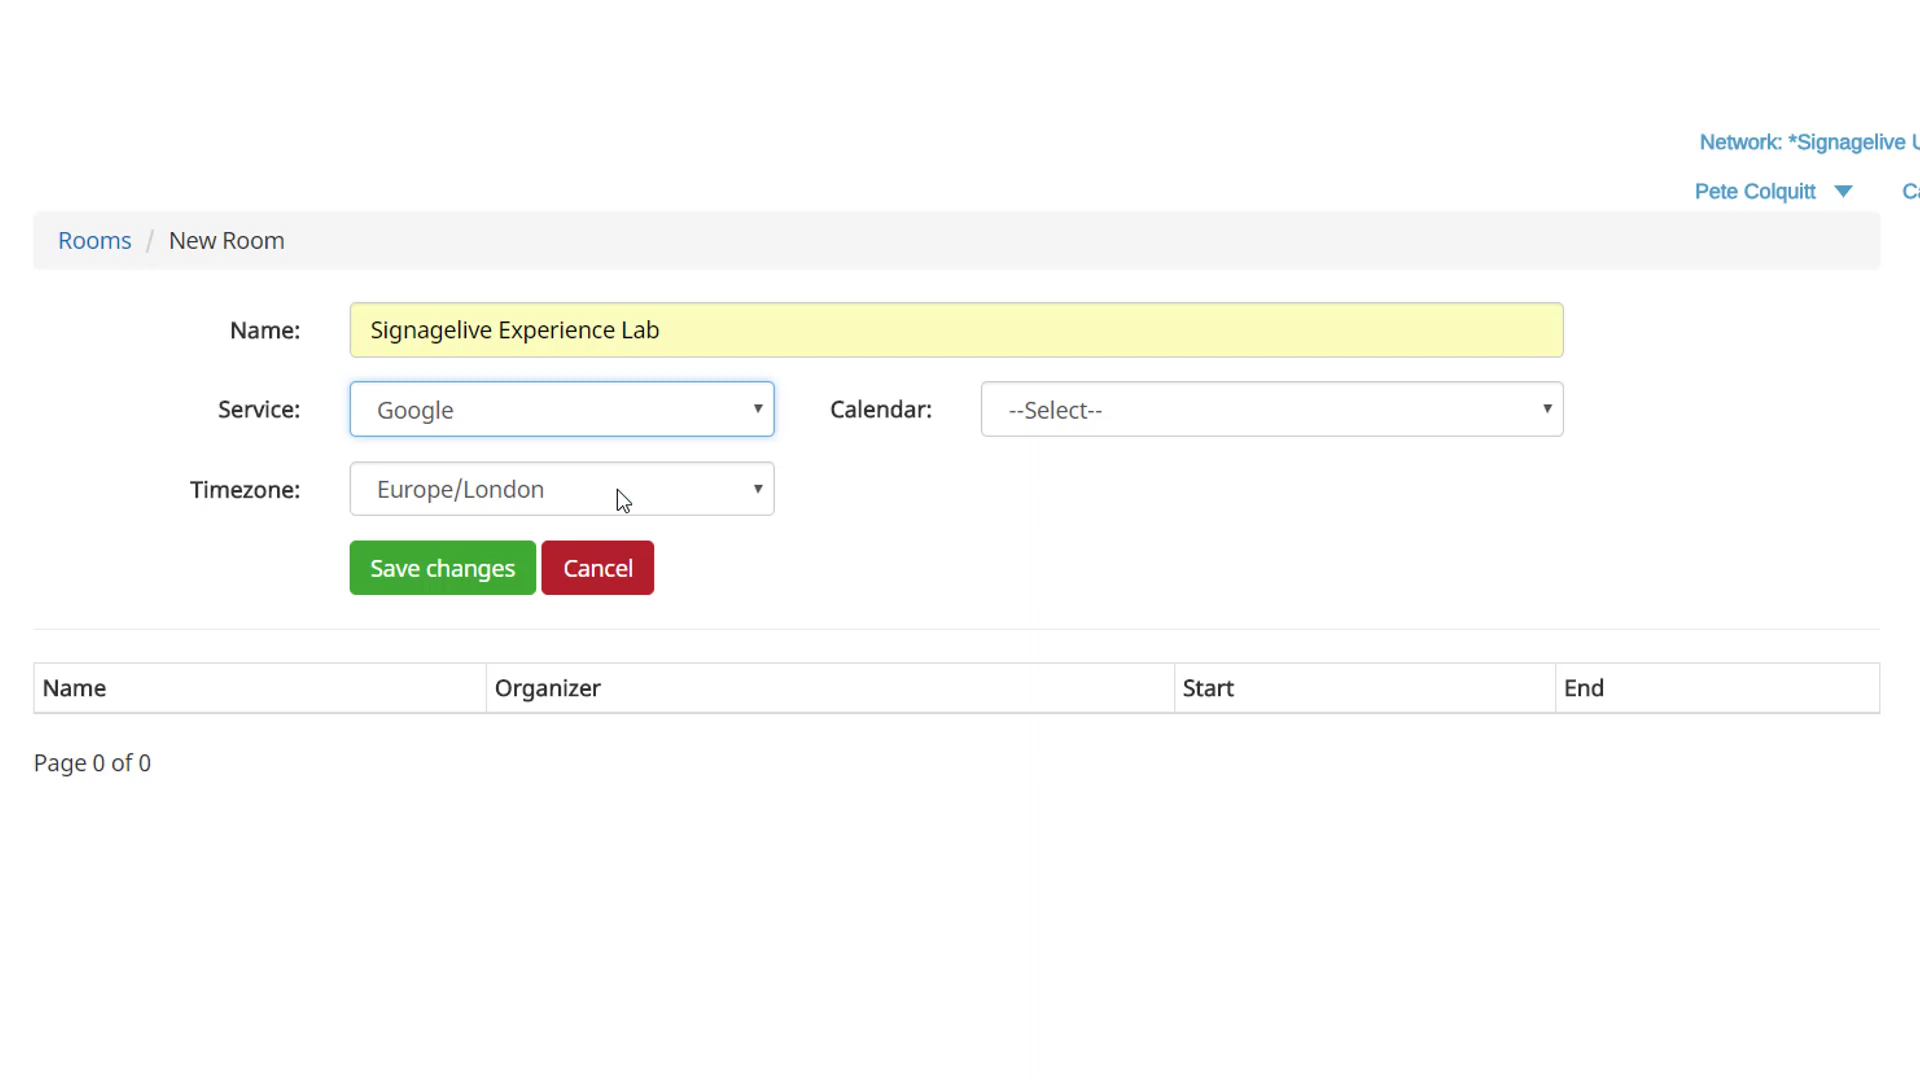 Network: *Signagelive U
Pete Colquitt
Rooms / New Room
Name: Signagelive Experience Lab
Service: Google Calendar: --Select--
Timezone: Europe/London
Save changes Cancel
Name Organizer Start End
Page 0 of 0